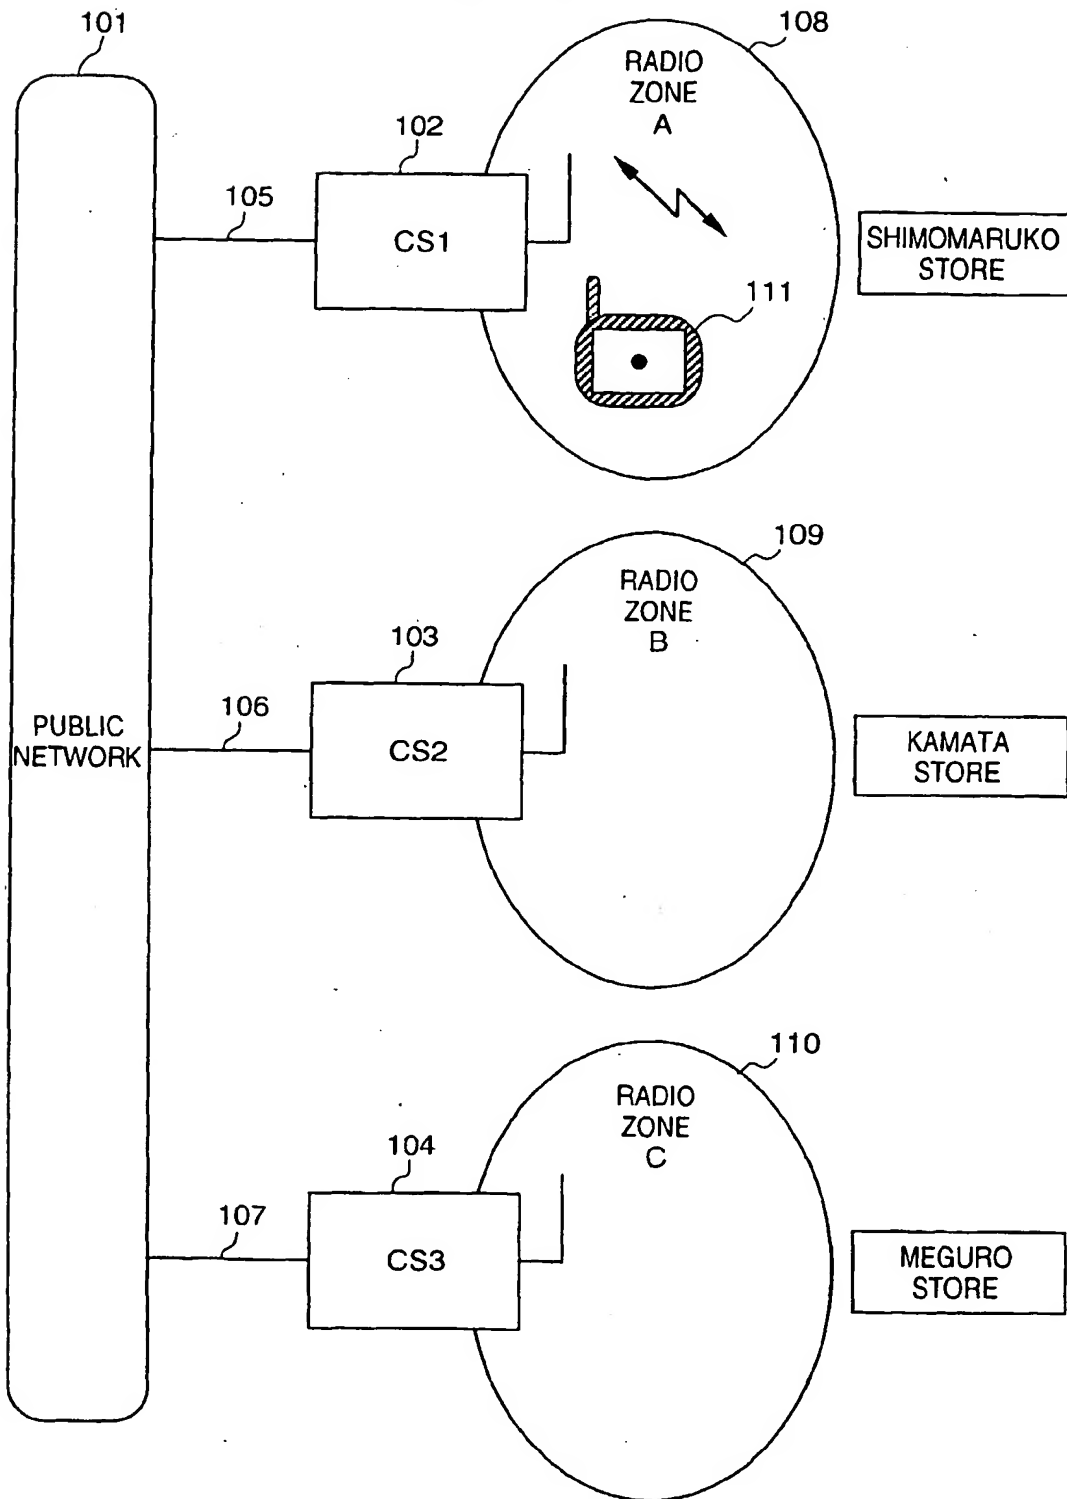 101
108
RADIO
ZONE
A
102
105
CS1
SHIMOMARUKO
STORE
111
109
RADIO
ZONE
B
103
106
PUBLIC
NETWORK
CS2
KAMATA
STORE
110
RADIO
ZONE
C
104
107
CS3
MEGURO
STORE